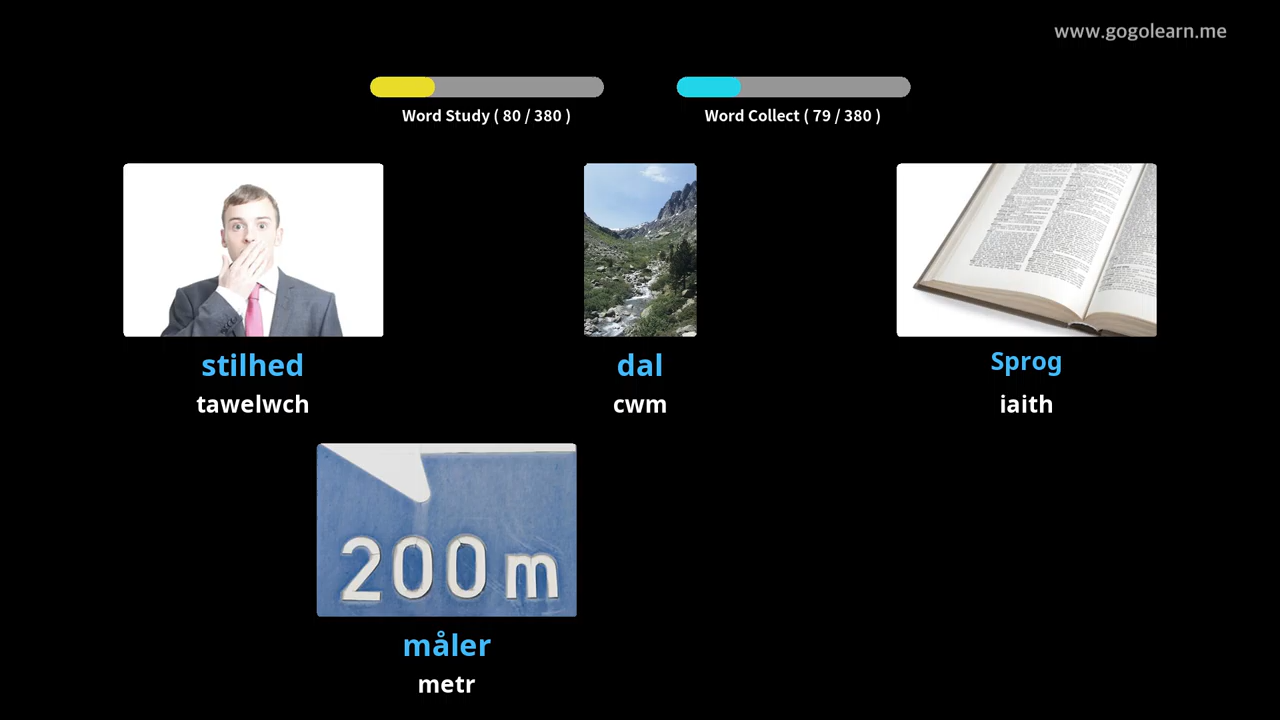 www.gogolearn.me
Word Study ( 80 / 380 )
Word Collect ( 79 / 380 )
stilhed
tawelwch
dal
cwm
Sprog
iaith
200 m
måler
metr